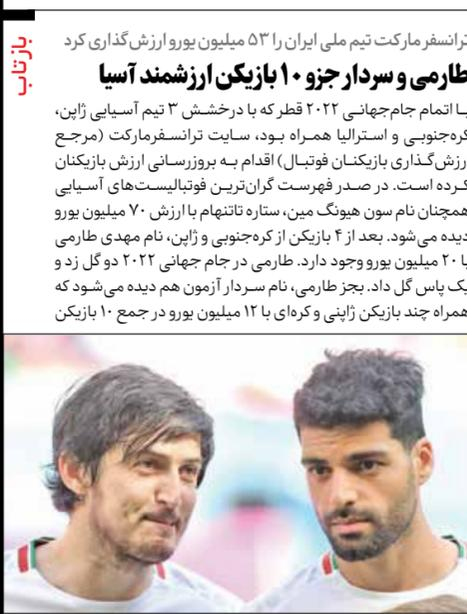 بازتاب
ترانسفرمارکت تیم ملی ایران را ۵۳ میلیون یورو ارزش‌گذاری کرد
طارمی و سردار جزو ۱۰ بازیکن ارزشمند آسیا
با اتمام جام‌جهانی ۲۰۲۲ قطر که با درخشش ۳ تیم آسیایی ژاپن،
کره‌جنوبی و استرالیا همراه بود، سایت ترانسفرمارکت (مرجع
ارزش‌گذاری بازیکنان فوتبال) اقدام به بروزرسانی ارزش بازیکنان
کرده است. در صدر فهرست گران‌ترین فوتبالیست‌های آسیایی
همچنان نام سون هیونگ مین، ستاره تاتنهام با ارزش ۷۰ میلیون یورو
دیده می‌شود. بعد از ۴ بازیکن از کره‌جنوبی و ژاپن، نام مهدی طارمی
با ۲۰ میلیون یورو وجود دارد. طارمی در جام جهانی ۲۰۲۲ دو گل زد و
یک پاس گل داد. بجز طارمی، نام سردار آزمون هم دیده می‌شود که
همراه چند بازیکن ژاپنی و کره‌ای با ۱۲ میلیون یورو در جمع ۱۰ بازیکن